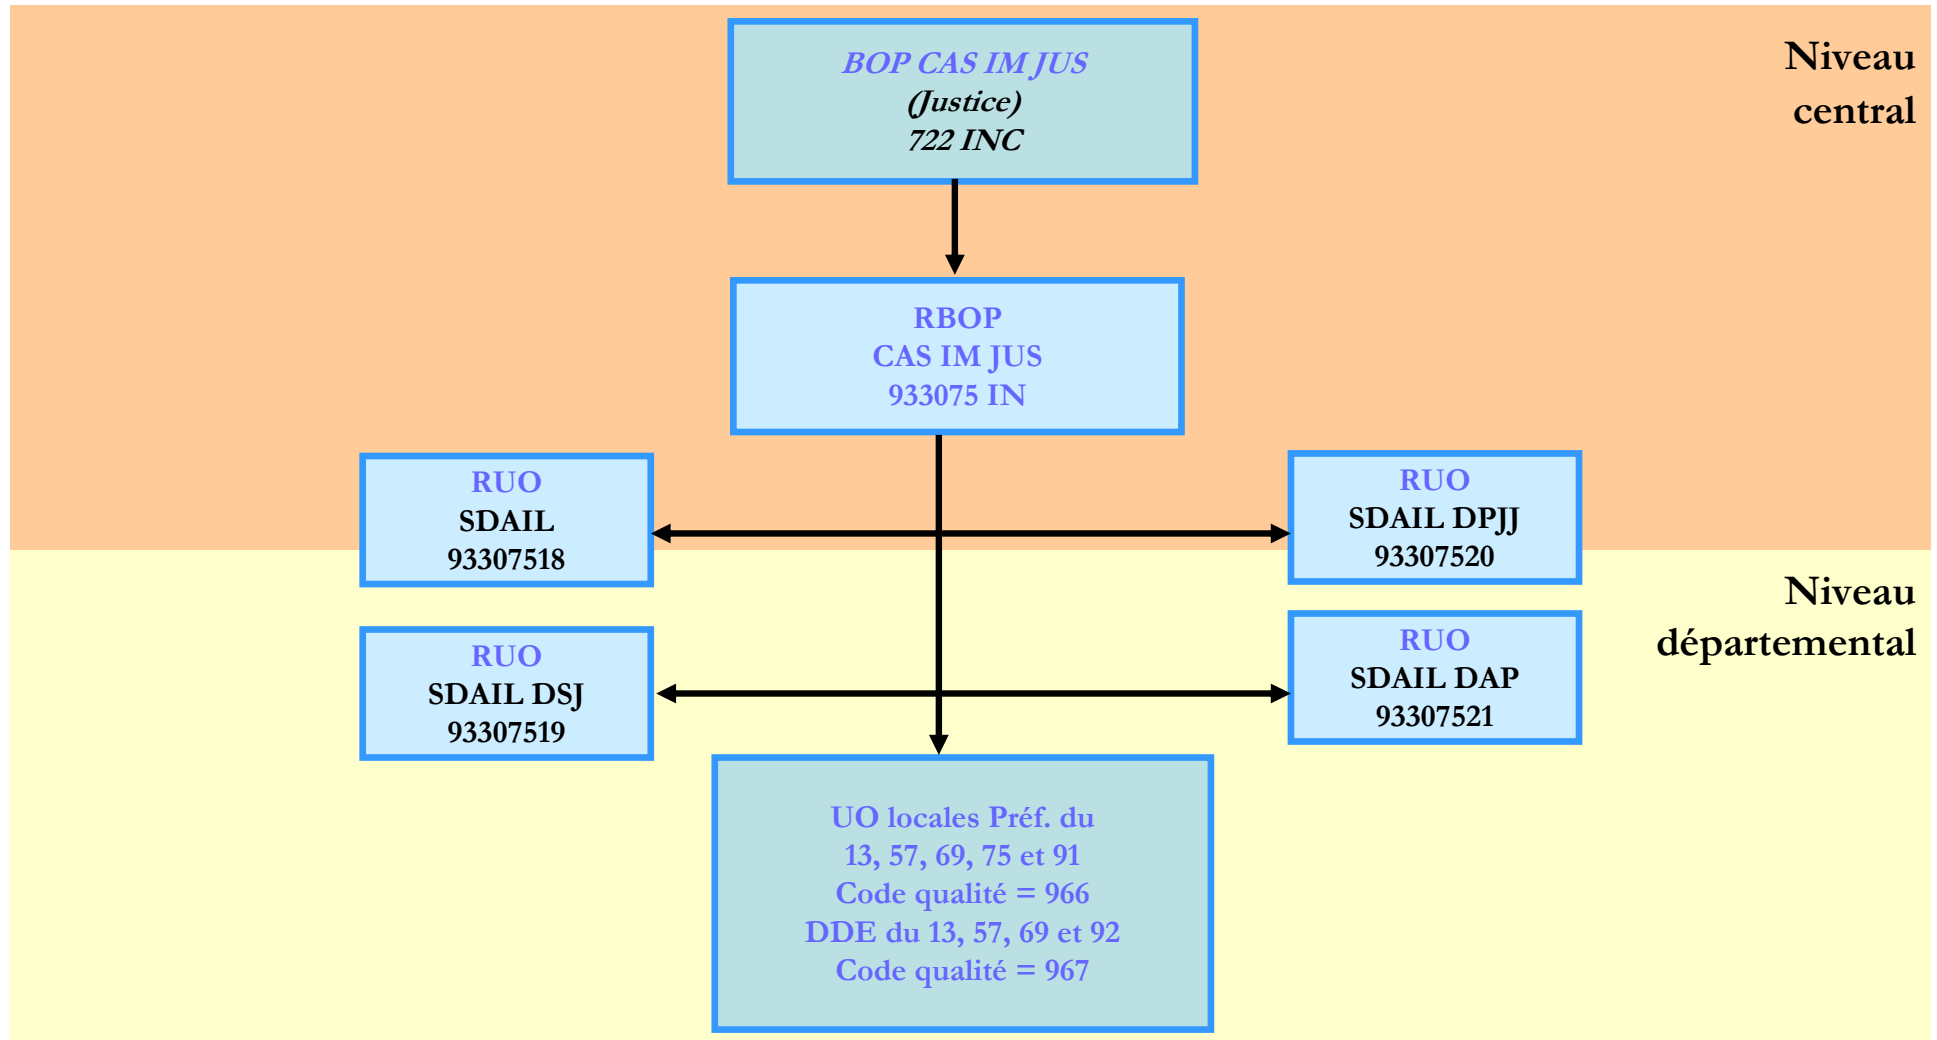 BOP CAS IM JUS
(Justice)
722 INC
Niveau
central
RBOP
CAS IM JUS
933075 IN
RUO
SDAIL
93307518
RUO
SDAIL DPJJ
93307520
Niveau
départemental
RUO
SDAIL DSJ
93307519
RUO
SDAIL DAP
93307521
UO locales Préf. du
13, 57, 69, 75 et 91
Code qualité = 966
DDE du 13, 57, 69 et 92
Code qualité = 967